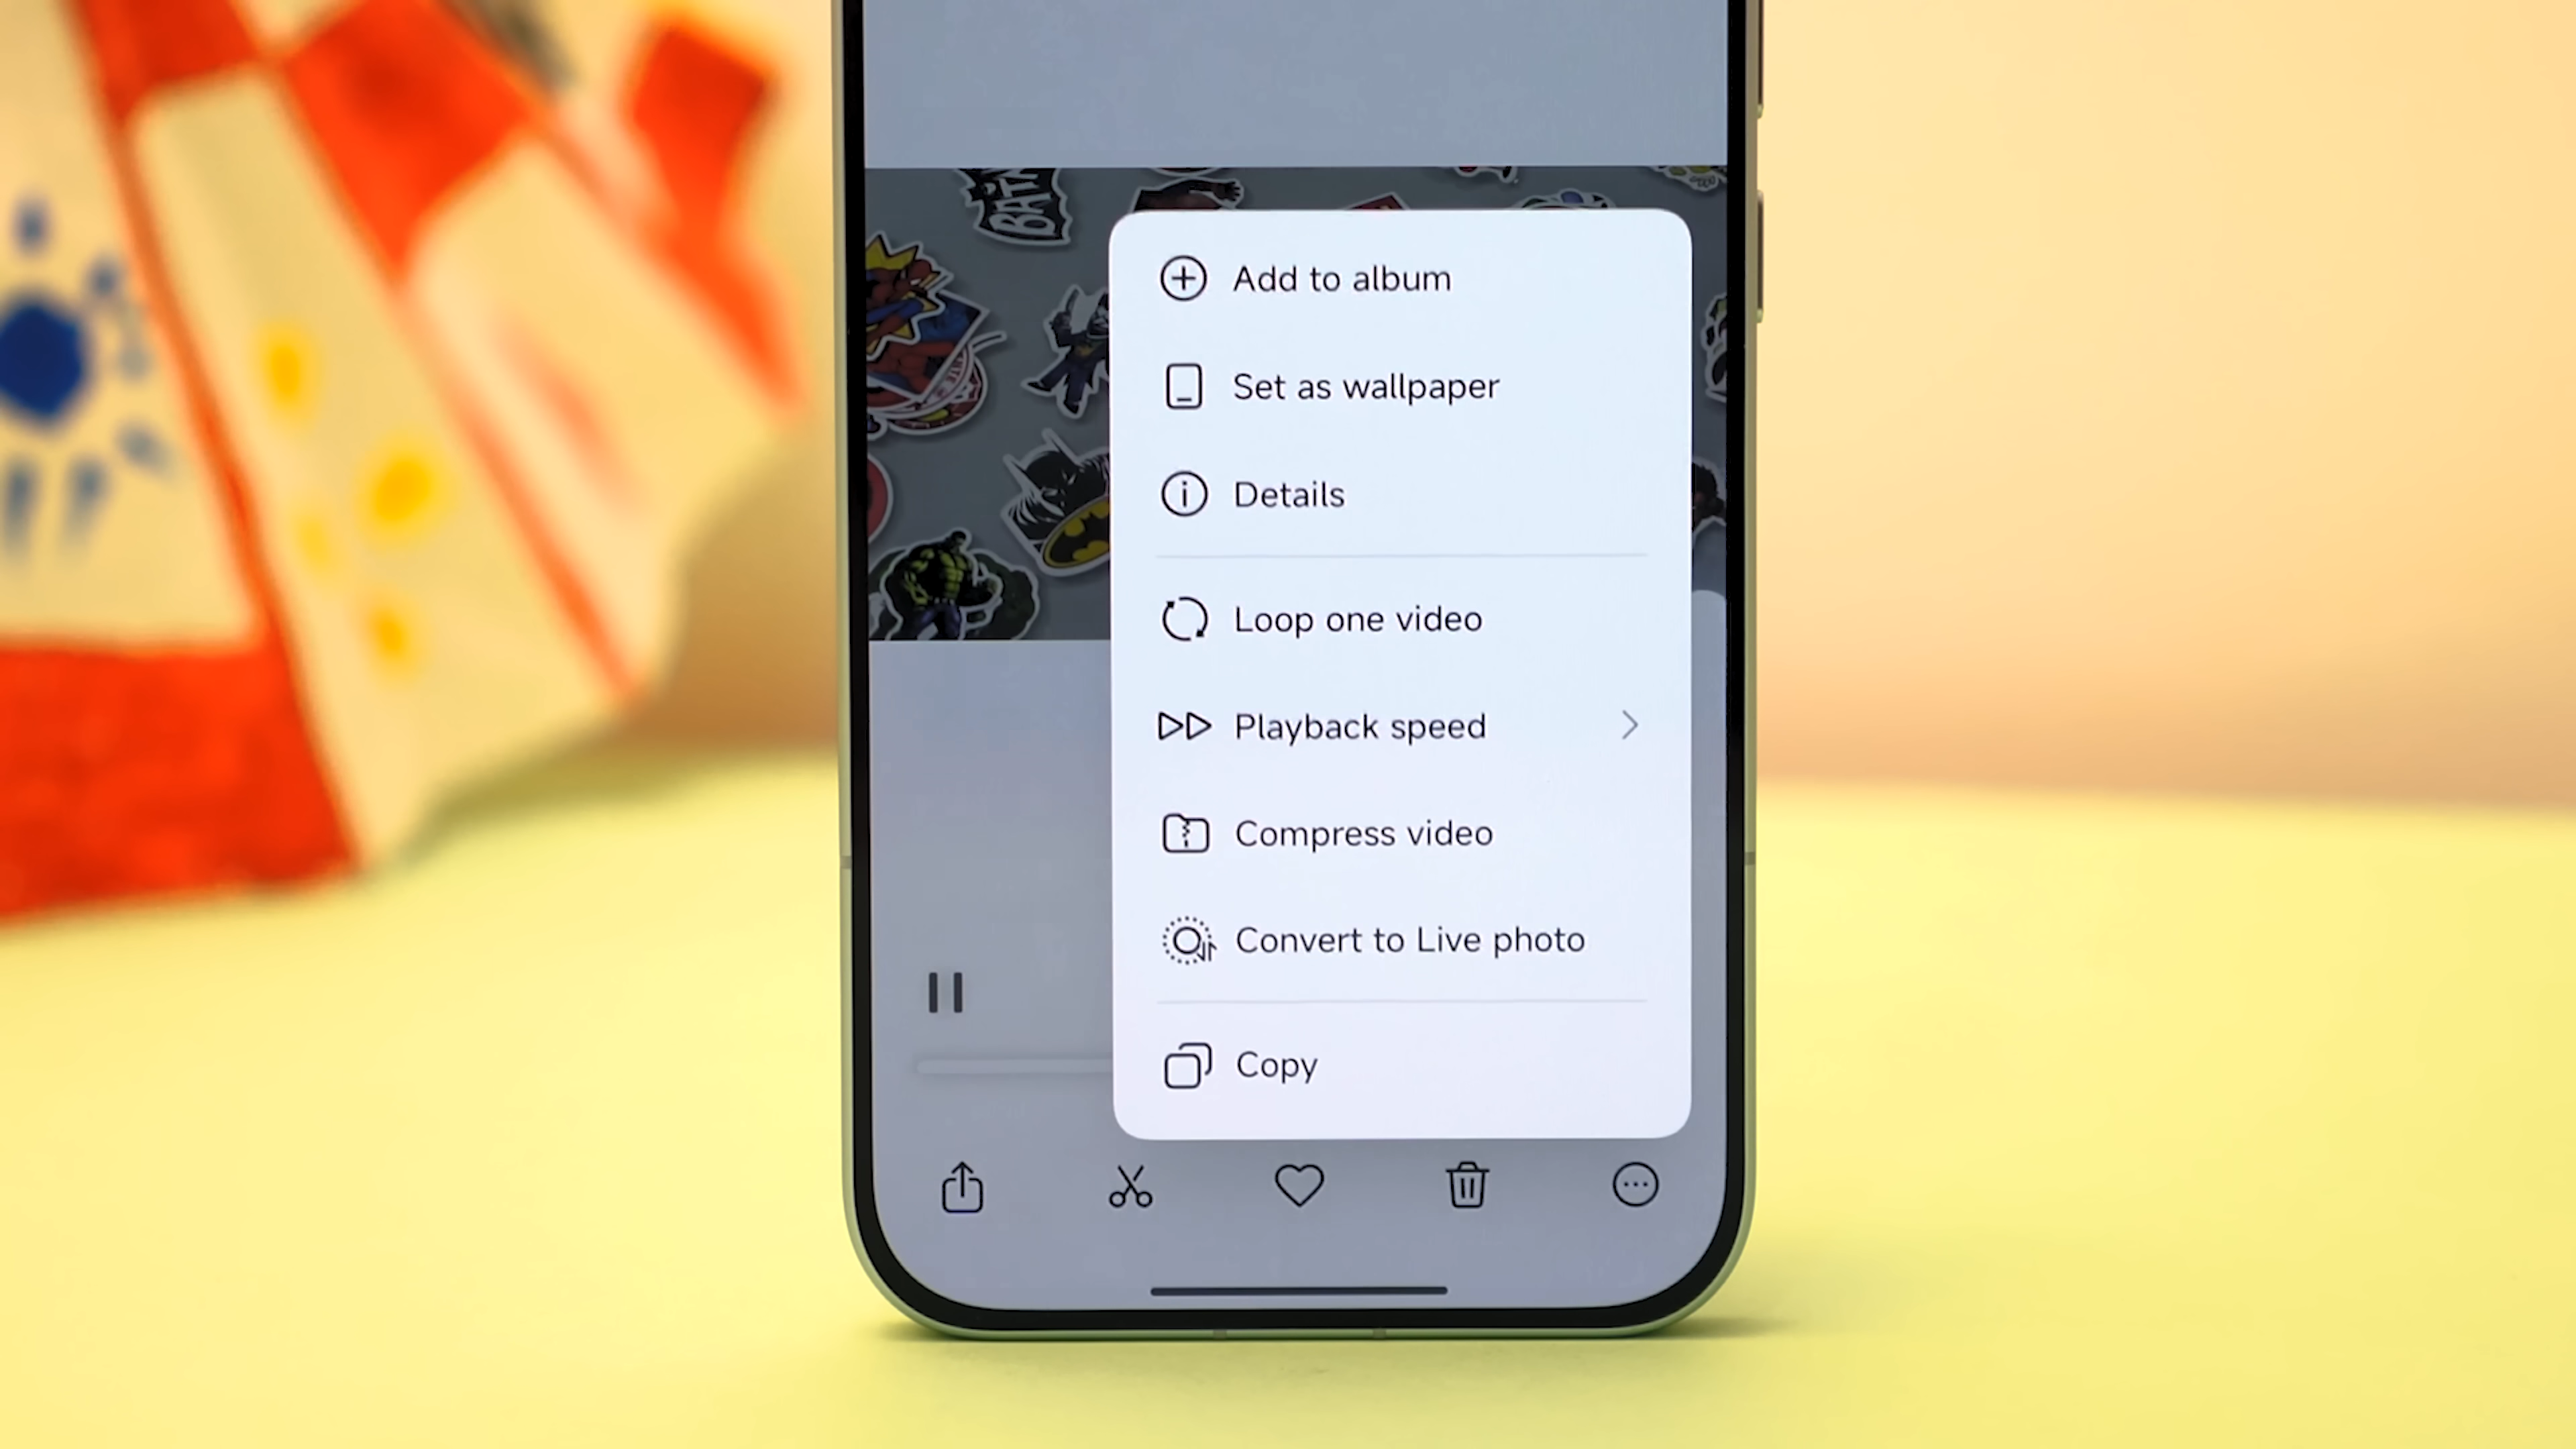 Add to album
Set as wallpaper
Details
Loop one video
Playback speed
Compress video
Convert to Live photo
Copy